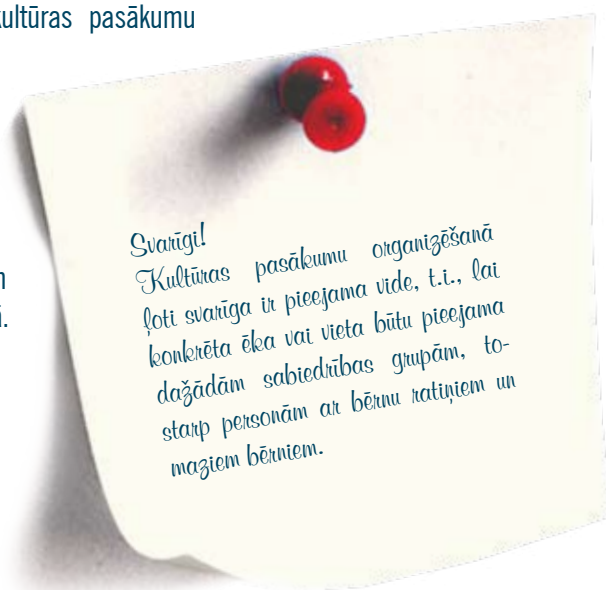 kultūras pasākumu
Svarīgi!
Kultūras pasākumu organizēšanā
ļoti svarīga ir pieejama vide, t.i., lai
konkrēta ēka vai vieta būtu pieejama
dažādām sabiedrības grupām, to-
starp personām ar bērnu ratiņiem un
maziem bērniem.